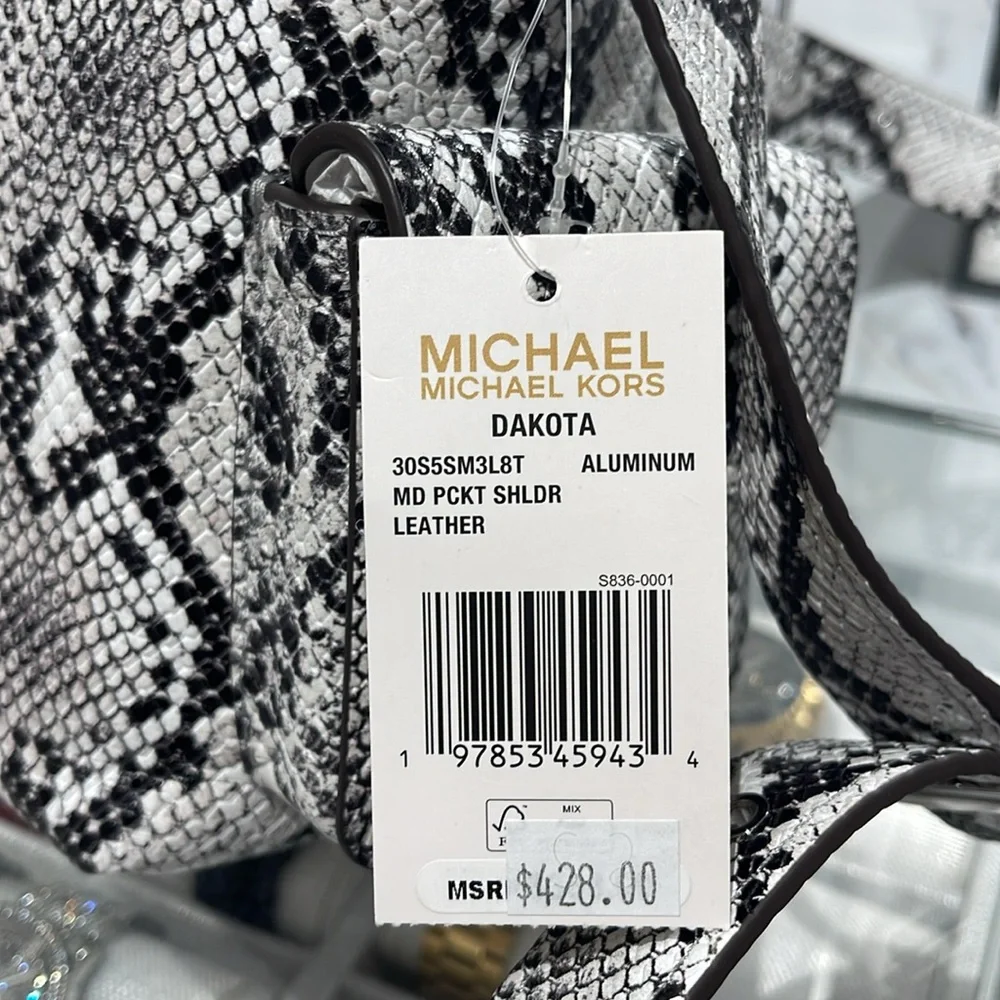 MICHAEL
MICHAEL KORS
DAKOTA
30S5SM3L8T ALUMINUM
MD PCKT SHLDR
LEATHER
S836-0001
1 97853 45943 4
MIX
$428.00